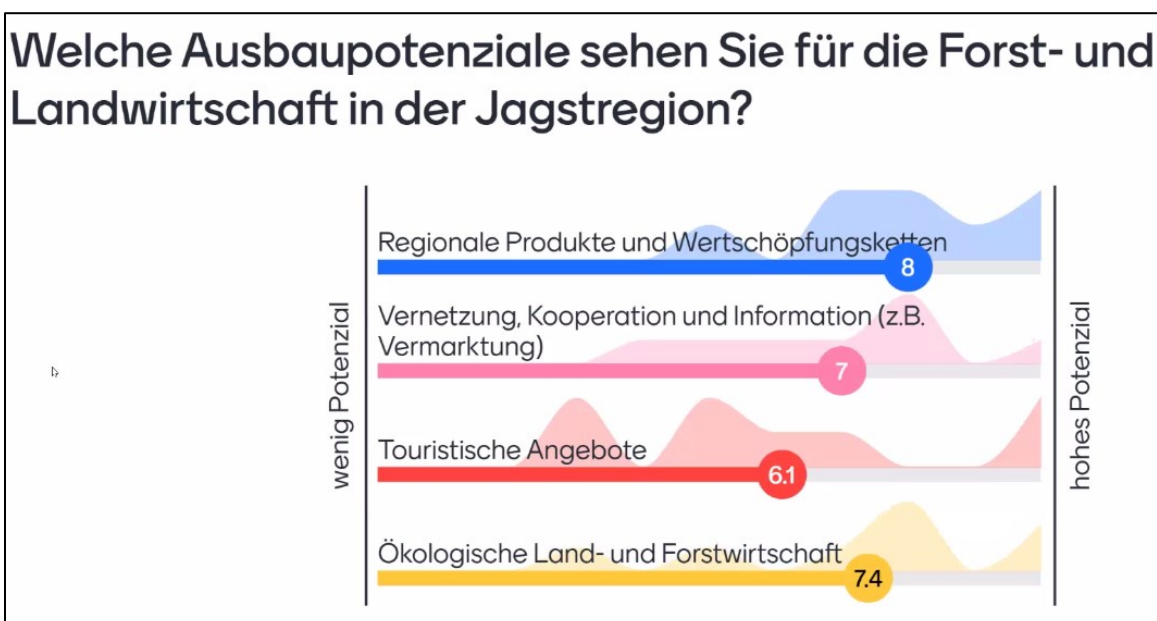 Welche Ausbaupotenziale sehen Sie für die Forst- und
Landwirtschaft in der Jagstregion?
wenig Potenzial
Regionale Produkte und Wertschöpfungsketten
8
Vernetzung, Kooperation und Information (z.B.
Vermarktung)
7
Touristische Angebote
6.1
Ökologische Land- und Forstwirtschaft
7.4
hohes Potenzial